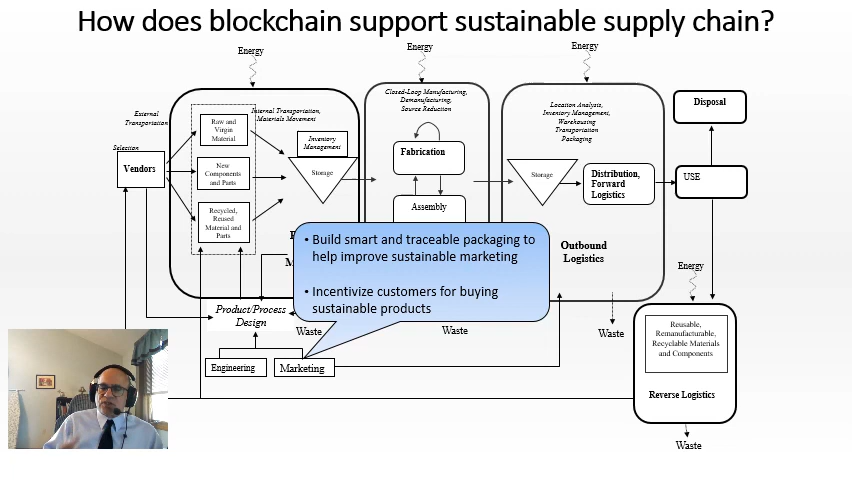 How does blockchain support sustainable supply chain?
Energy
Energy
Energy
External
Transportation
Selection
Vendors
Raw and
Virgin
Material
New
Components
and Parts
Recycled,
Reused
Material and
Parts
Internal Transportation,
Materials Movement
Inventory
Management
Storage
Closed-Loop Manufacturing,
Demanufacturing,
Source Reduction
Fabrication
Assembly
Location Analysis,
Inventory Management,
Warehousing
Transportation
Packaging
Storage
Distribution,
Forward
Logistics
Outbound
Logistics
Disposal
USE
• Build smart and traceable packaging to
help improve sustainable marketing
• Incentivize customers for buying
sustainable products
Product/Process
Design
Waste
Waste
Waste
Engineering
Marketing
Energy
Reusable,
Remanufacturable,
Recyclable Materials
and Components
Reverse Logistics
Waste